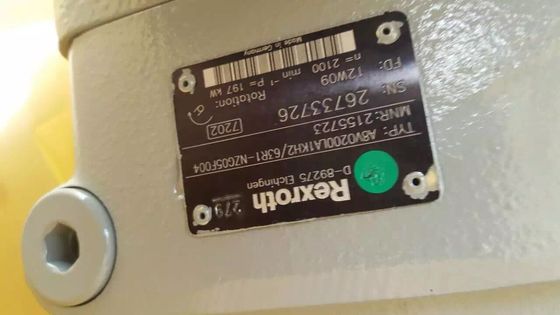 Rexroth
279
D-89275 Elchingen
TYP: A8VO200LA1KH2/63R1-NZG05F004
MNR: 2155723
SN: 26733726
7202
FD: 12W09
Rotation:
n= 2100 min⁻¹ P= 197 kW
Made in Germany